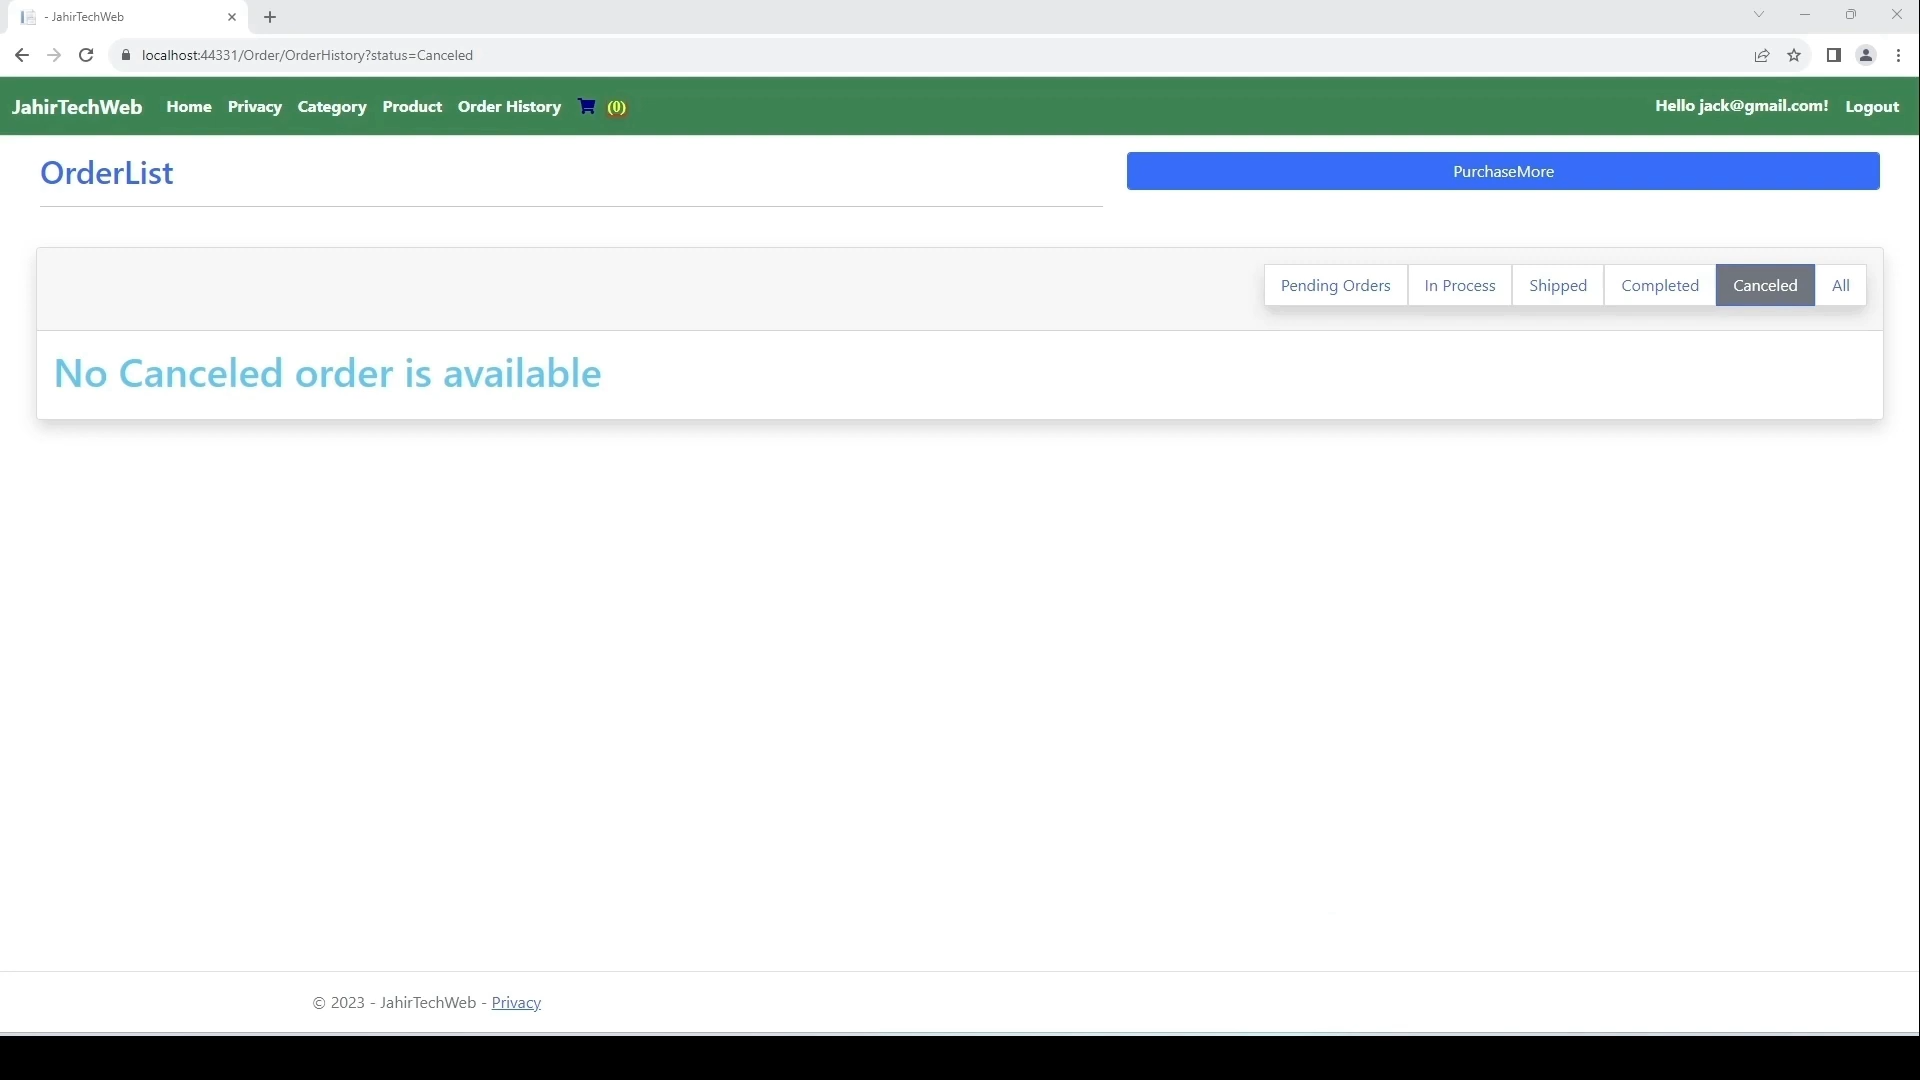 - JahirTechWeb
localhost:44331/Order/OrderHistory?status=Canceled
JahirTechWeb Home Privacy Category Product Order History (0) Hello jack@gmail.com! Logout
OrderList PurchaseMore
Pending Orders In Process Shipped Completed Canceled All
No Canceled order is available
© 2023 - JahirTechWeb - Privacy